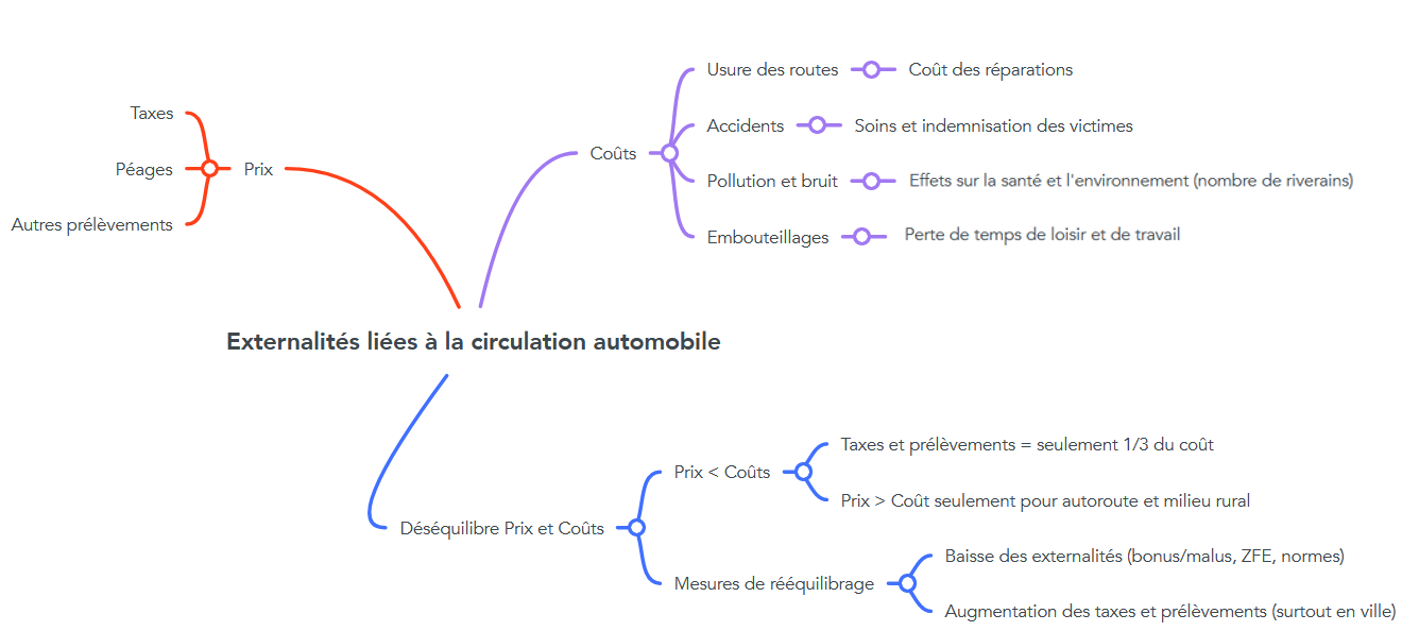 Externalités liées à la circulation automobile
Prix
Taxes
Péages
Autres prélèvements
Coûts
Usure des routes
Coût des réparations
Accidents
Soins et indemnisation des victimes
Pollution et bruit
Effets sur la santé et l'environnement (nombre de riverains)
Embouteillages
Perte de temps de loisir et de travail
Déséquilibre Prix et Coûts
Prix < Coûts
Taxes et prélèvements = seulement 1/3 du coût
Prix > Coût seulement pour autoroute et milieu rural
Mesures de rééquilibrage
Baisse des externalités (bonus/malus, ZFE, normes)
Augmentation des taxes et prélèvements (surtout en ville)